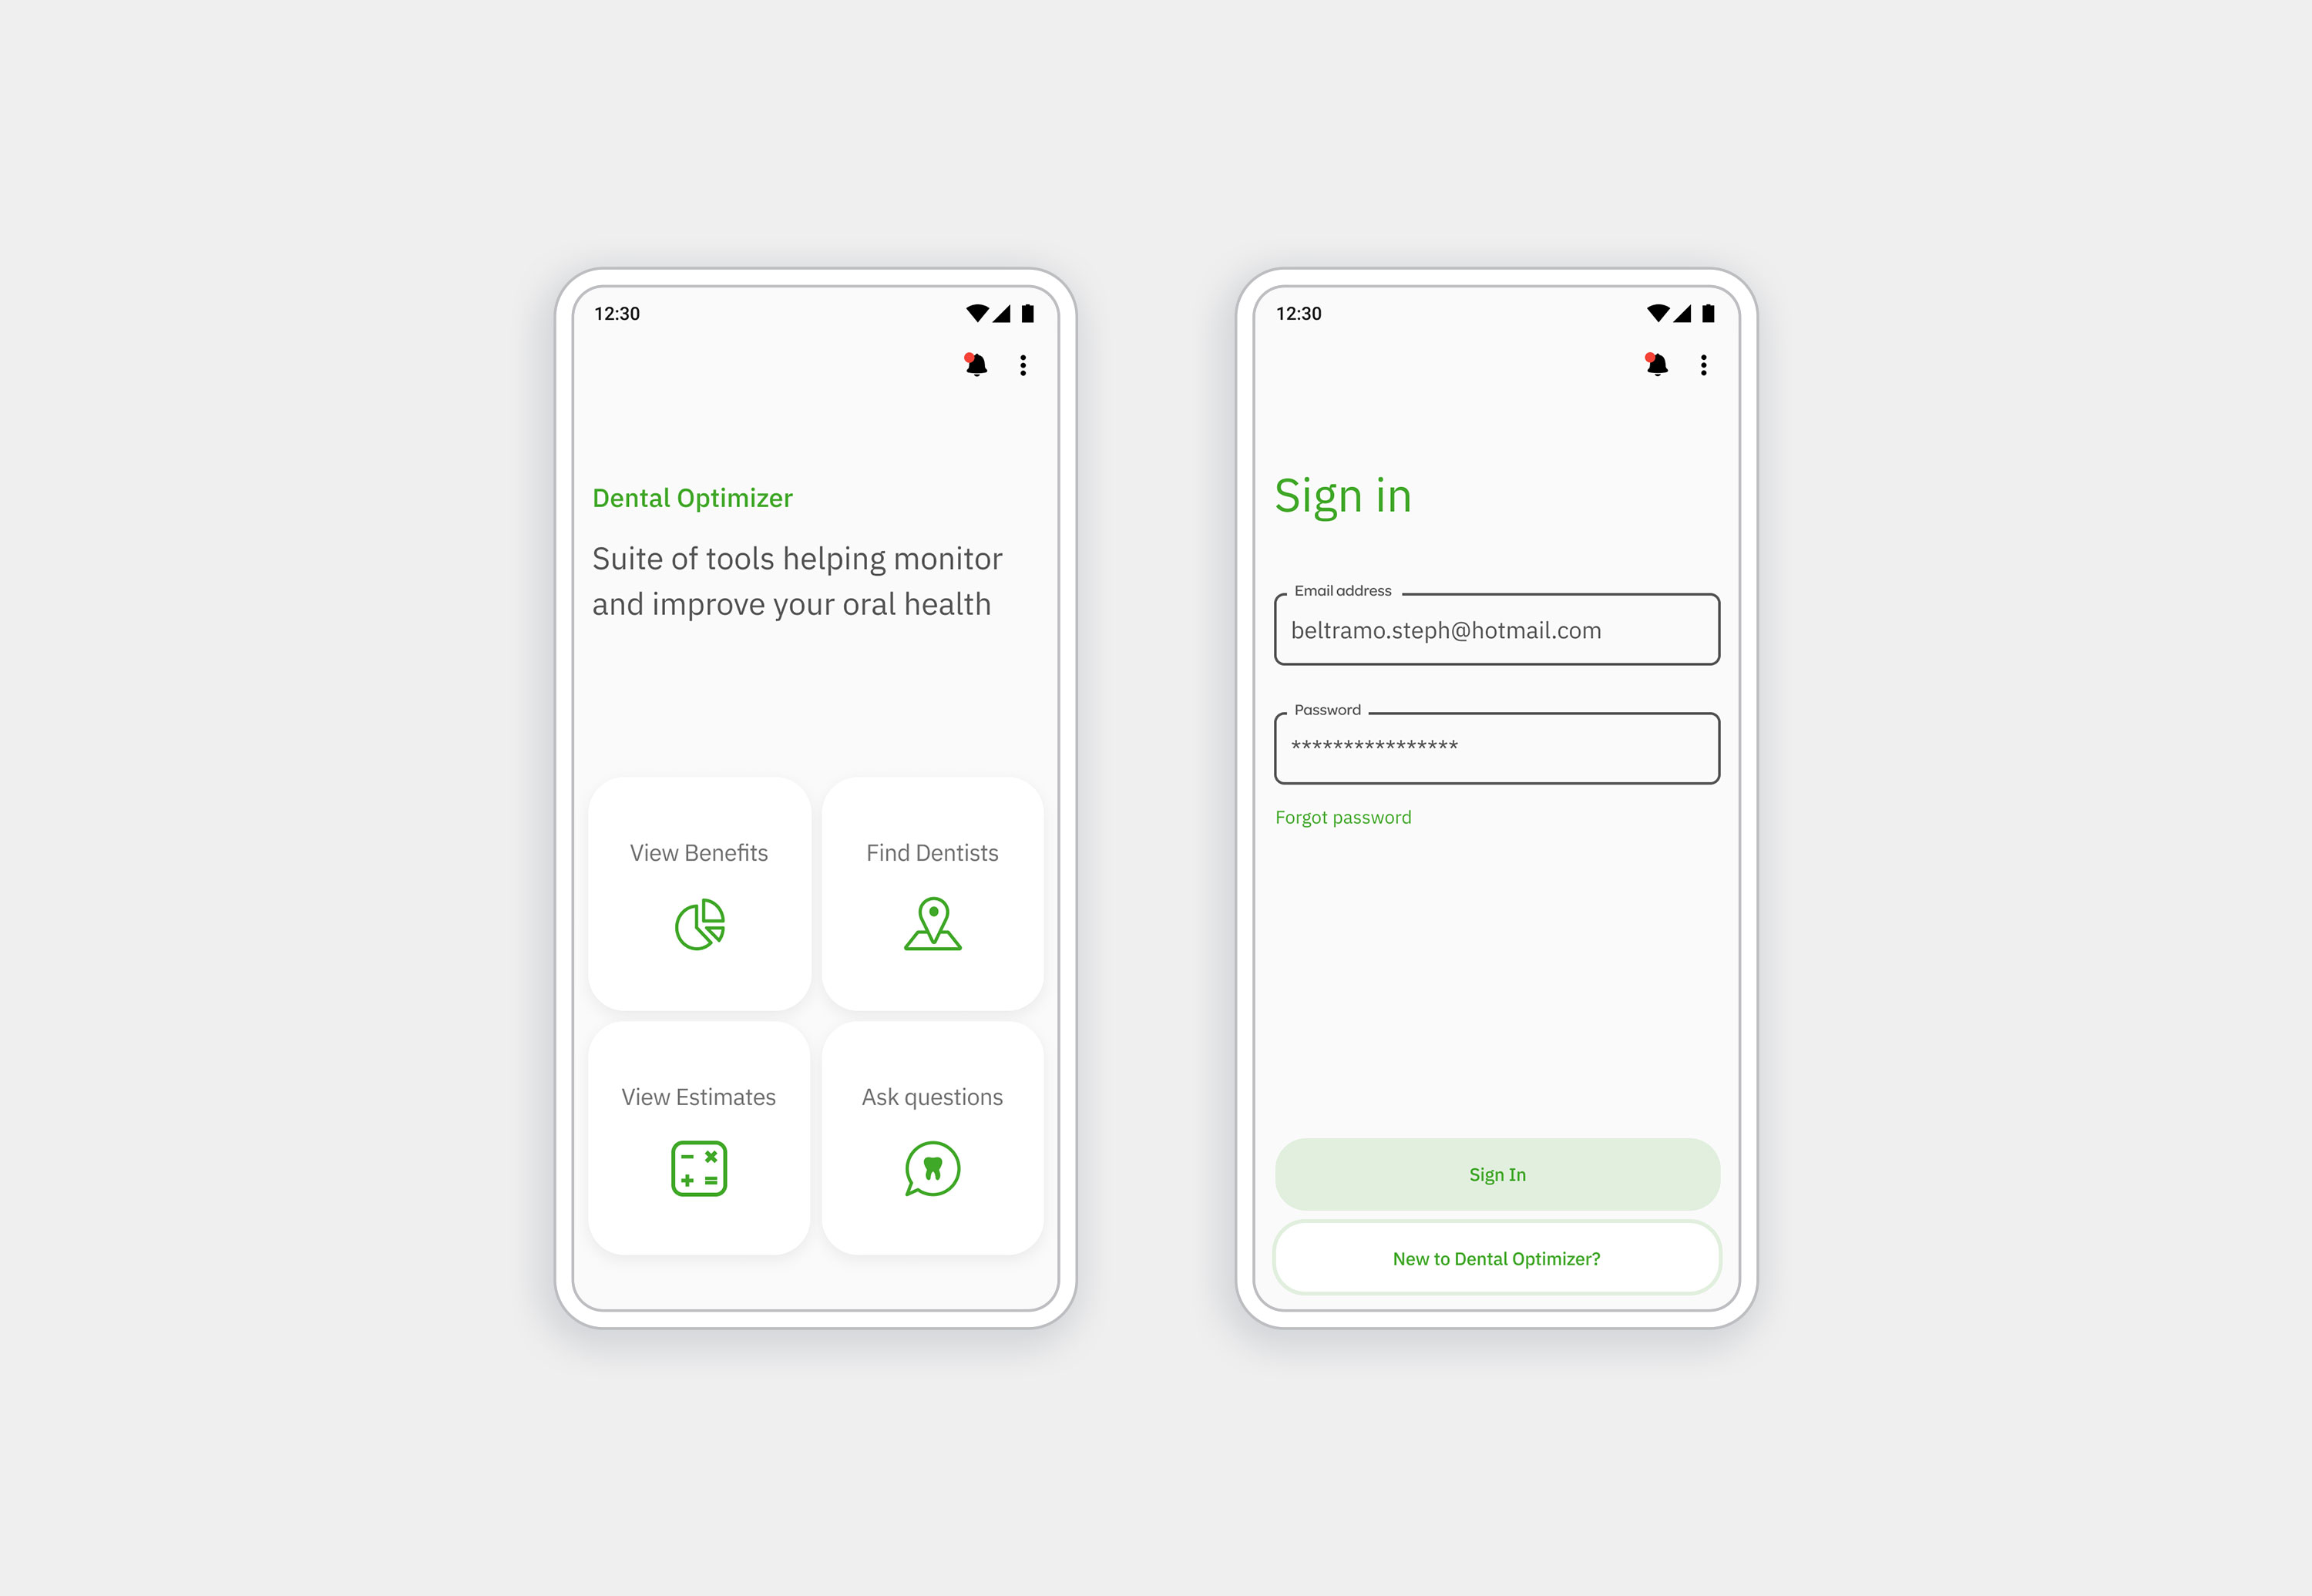 12:30
Dental Optimizer
Suite of tools helping monitor
and improve your oral health
View Benefits
Find Dentists
View Estimates
Ask questions
12:30
Sign in
Email address
beltramo.steph@hotmail.com
Password
****************
Forgot password
Sign In
New to Dental Optimizer?